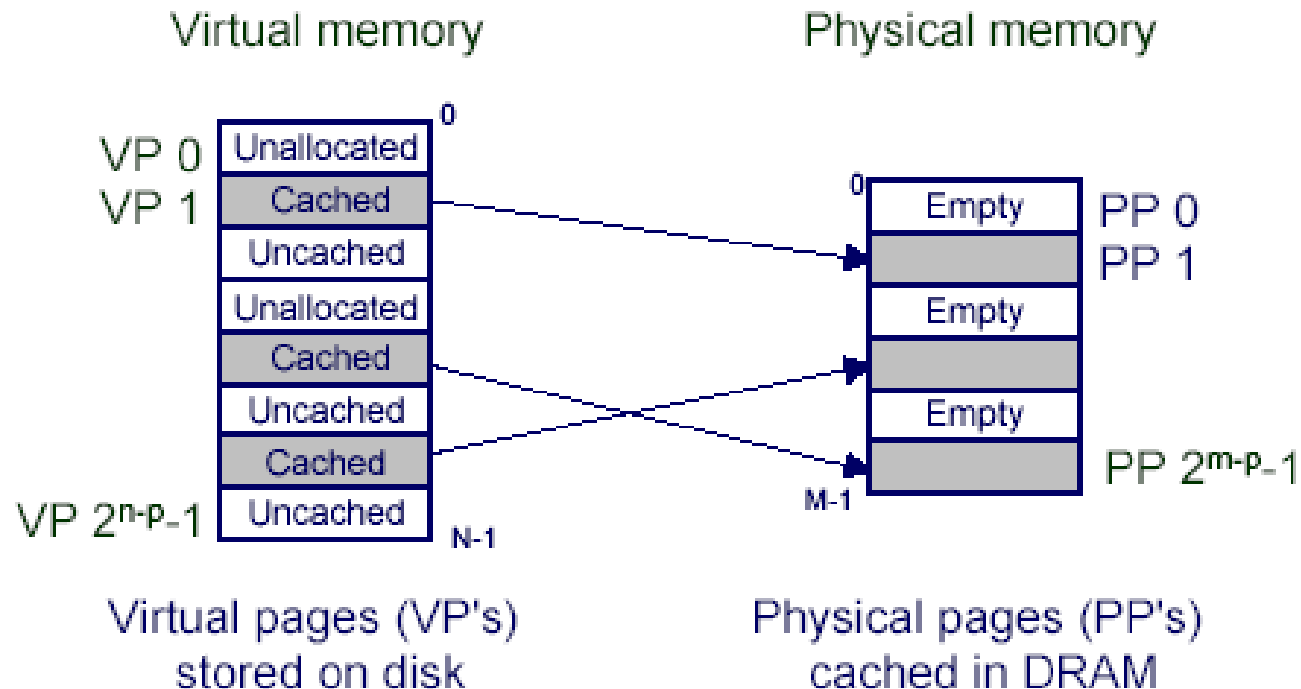 Virtual memory
Physical memory
0
VP 0 Unallocated
VP 1 Cached
Uncached
Unallocated
Cached
Uncached
Cached
VP 2ⁿ⁻ᵖ-1 Uncached
N-1
0
Empty PP 0
PP 1
Empty
Empty
PP 2ᵐ⁻ᵖ-1
M-1
Virtual pages (VP's)
stored on disk
Physical pages (PP's)
cached in DRAM